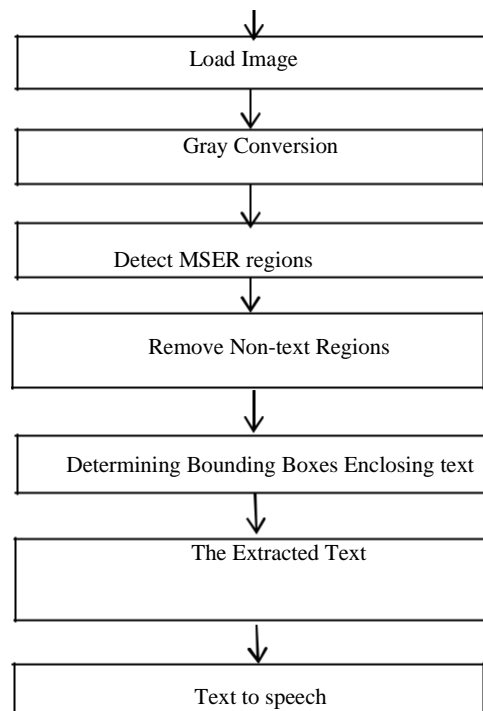 Load Image
Gray Conversion
Detect MSER regions
Remove Non-text Regions
Determining Bounding Boxes Enclosing text
The Extracted Text
Text to speech